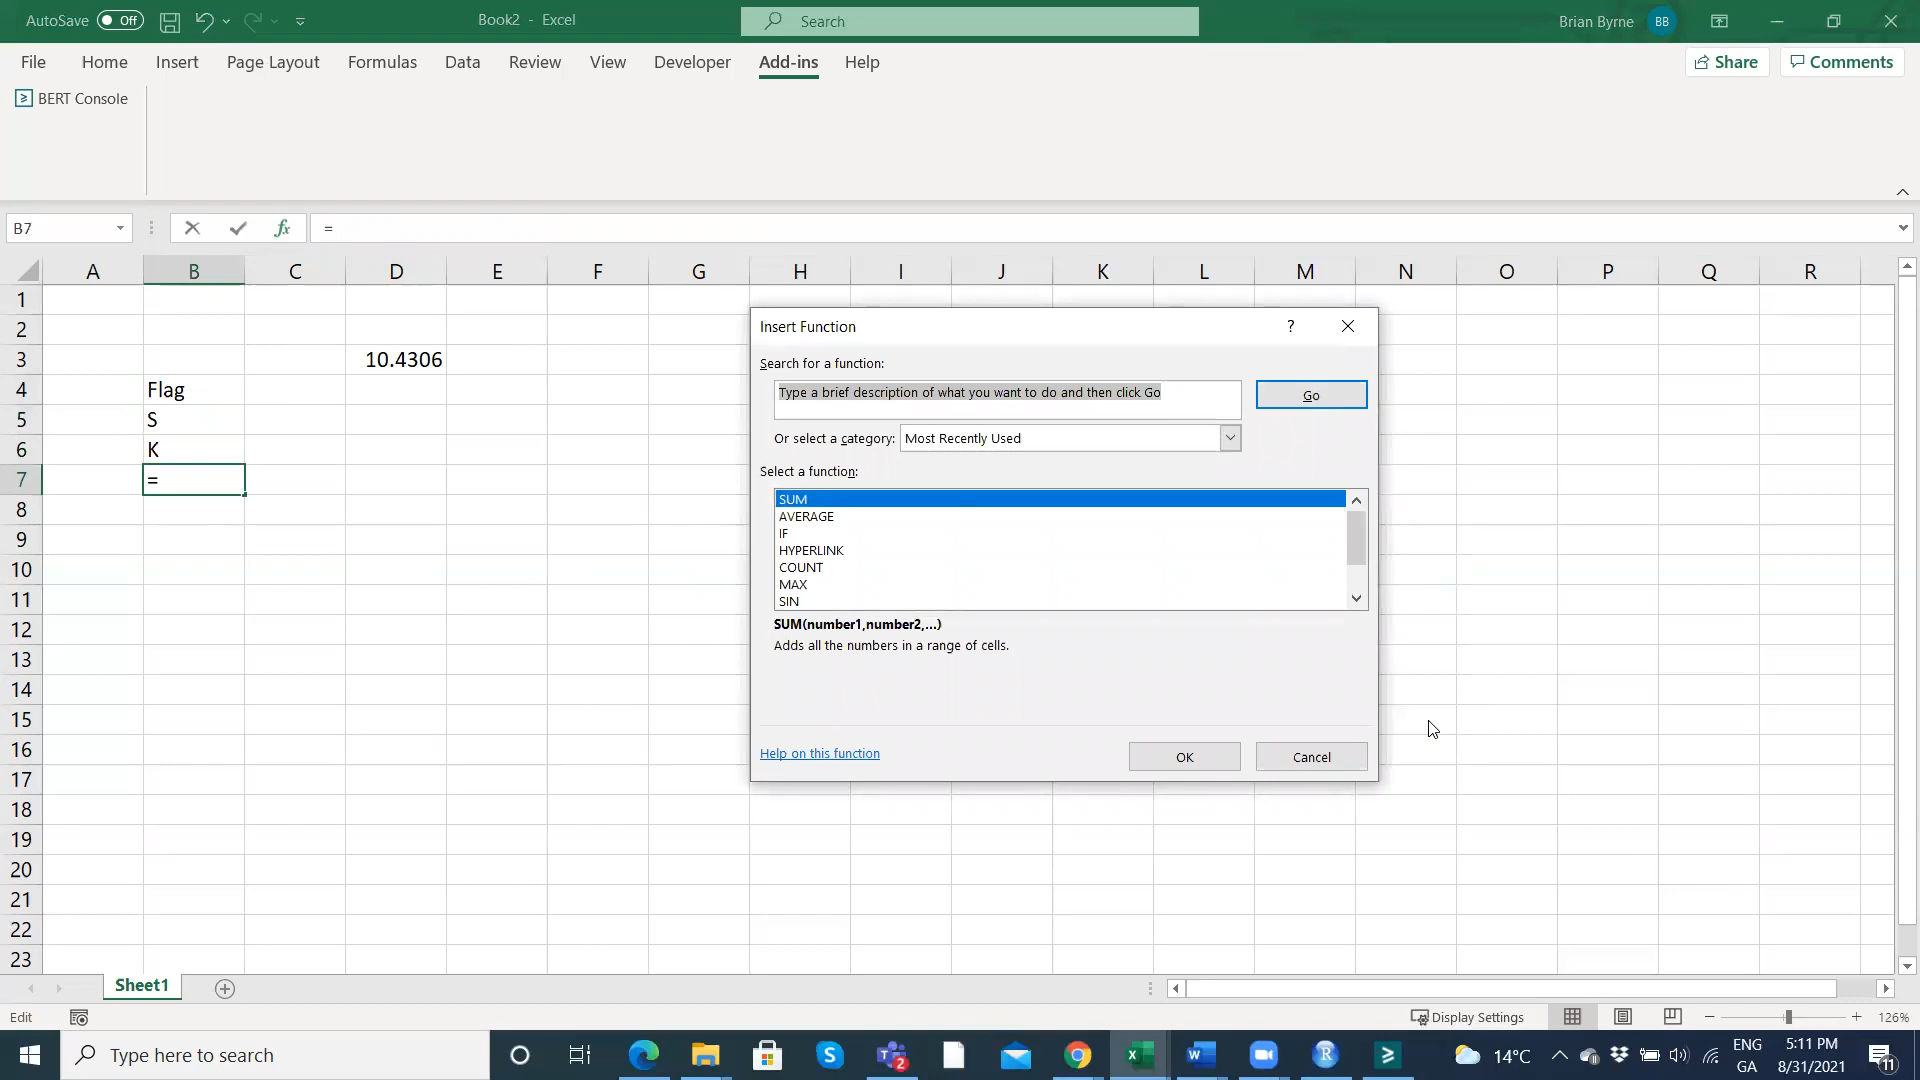 AutoSave Off Book2 - Excel Search Brian Byrne BB
File Home Insert Page Layout Formulas Data Review View Developer Add-ins Help Share Comments
BERT Console
B7 fx =
A B C D E F G H I J K L M N O P Q R
1
2
3 10.4306
4 Flag
5 S
6 K
7 =
8
9
10
11
12
13
14
15
16
17
18
19
20
21
22
23
Insert Function ?
Search for a function:
Type a brief description of what you want to do and then click Go Go
Or select a category: Most Recently Used
Select a function:
SUM
AVERAGE
IF
HYPERLINK
COUNT
MAX
SIN
SUM(number1,number2,...)
Adds all the numbers in a range of cells.
Help on this function OK Cancel
Sheet1
Edit Display Settings 126%
Type here to search 2 14°C ENG 5:11 PM
GA 8/31/2021 11